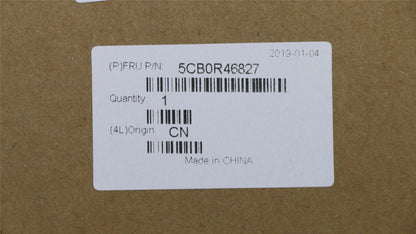 2019-01-04
(P)FRU P/N: 5CB0R46827
Quantity: 1
(4L)Origin: CN
Made in CHINA